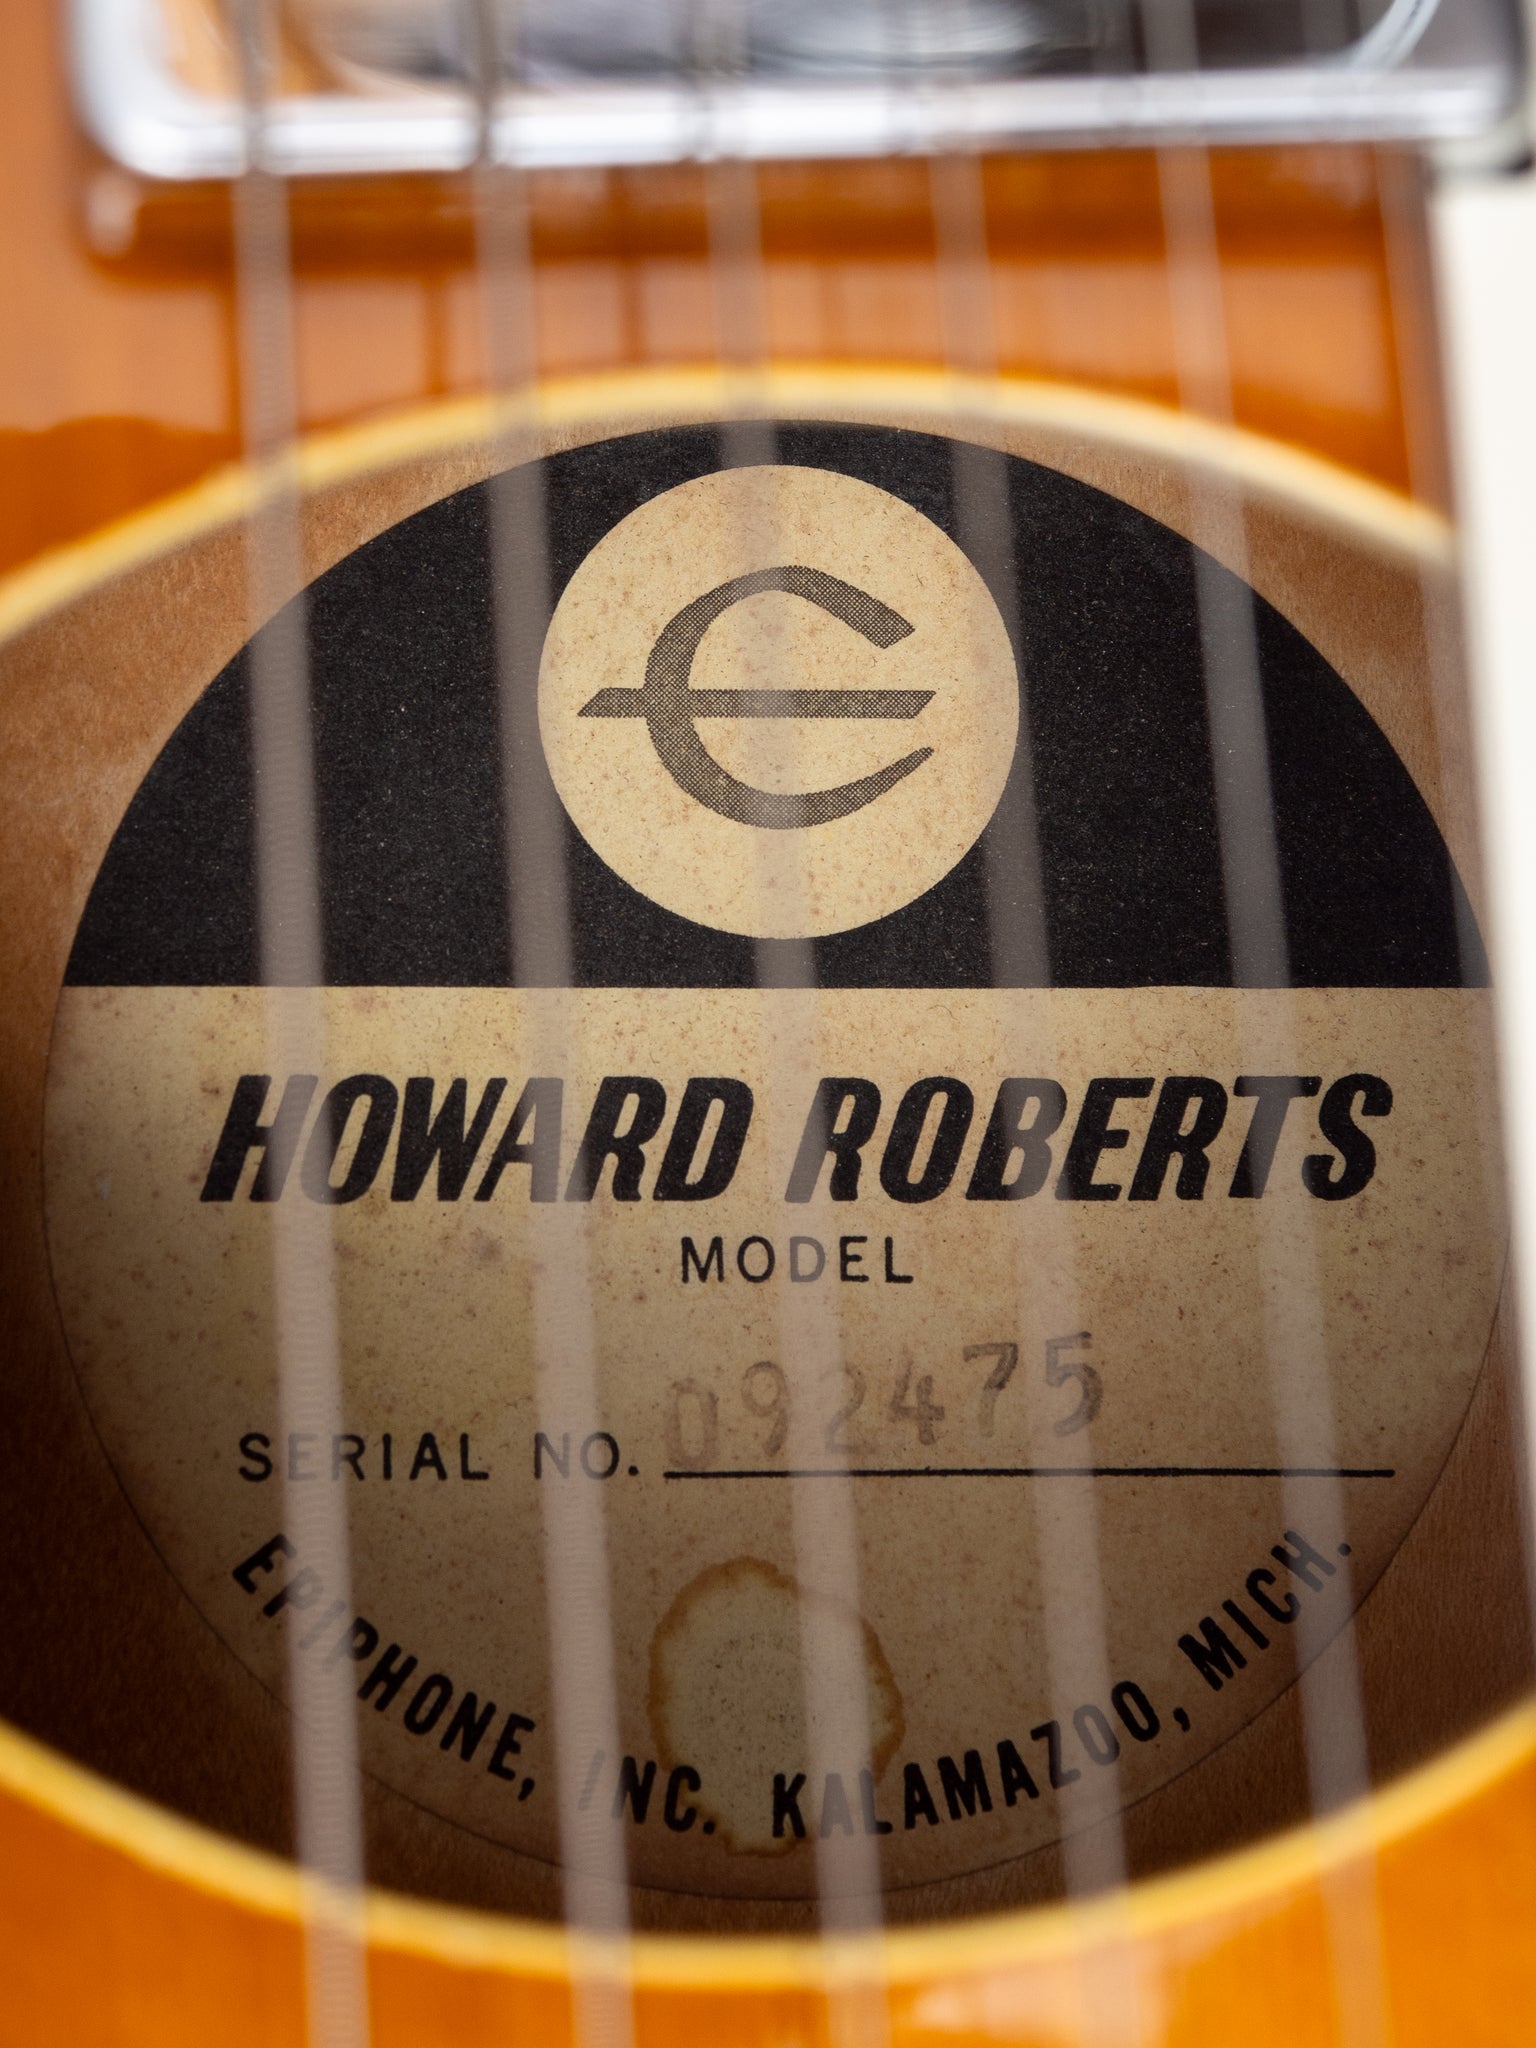 Є
HOWARD ROBERTS
MODEL
SERIAL NO. 092475
EPIPHONE, INC. KALAMAZOO, MICH.